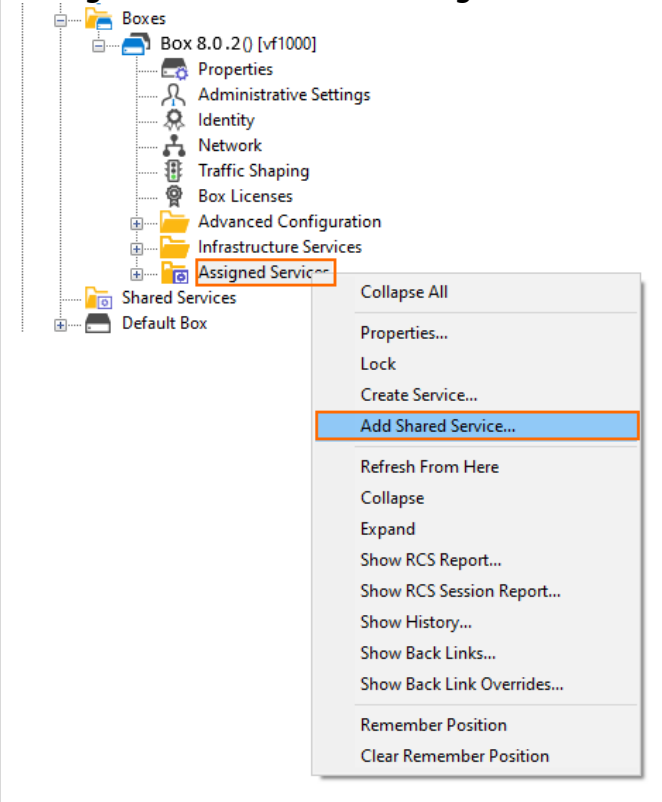 Boxes
Box 8.0.2() [vf1000]
Properties
Administrative Settings
Identity
Network
Traffic Shaping
Box Licenses
Advanced Configuration
Infrastructure Services
Assigned Services
Shared Services
Default Box
Collapse All
Properties...
Lock
Create Service...
Add Shared Service...
Refresh From Here
Collapse
Expand
Show RCS Report...
Show RCS Session Report...
Show History...
Show Back Links...
Show Back Link Overrides...
Remember Position
Clear Remember Position